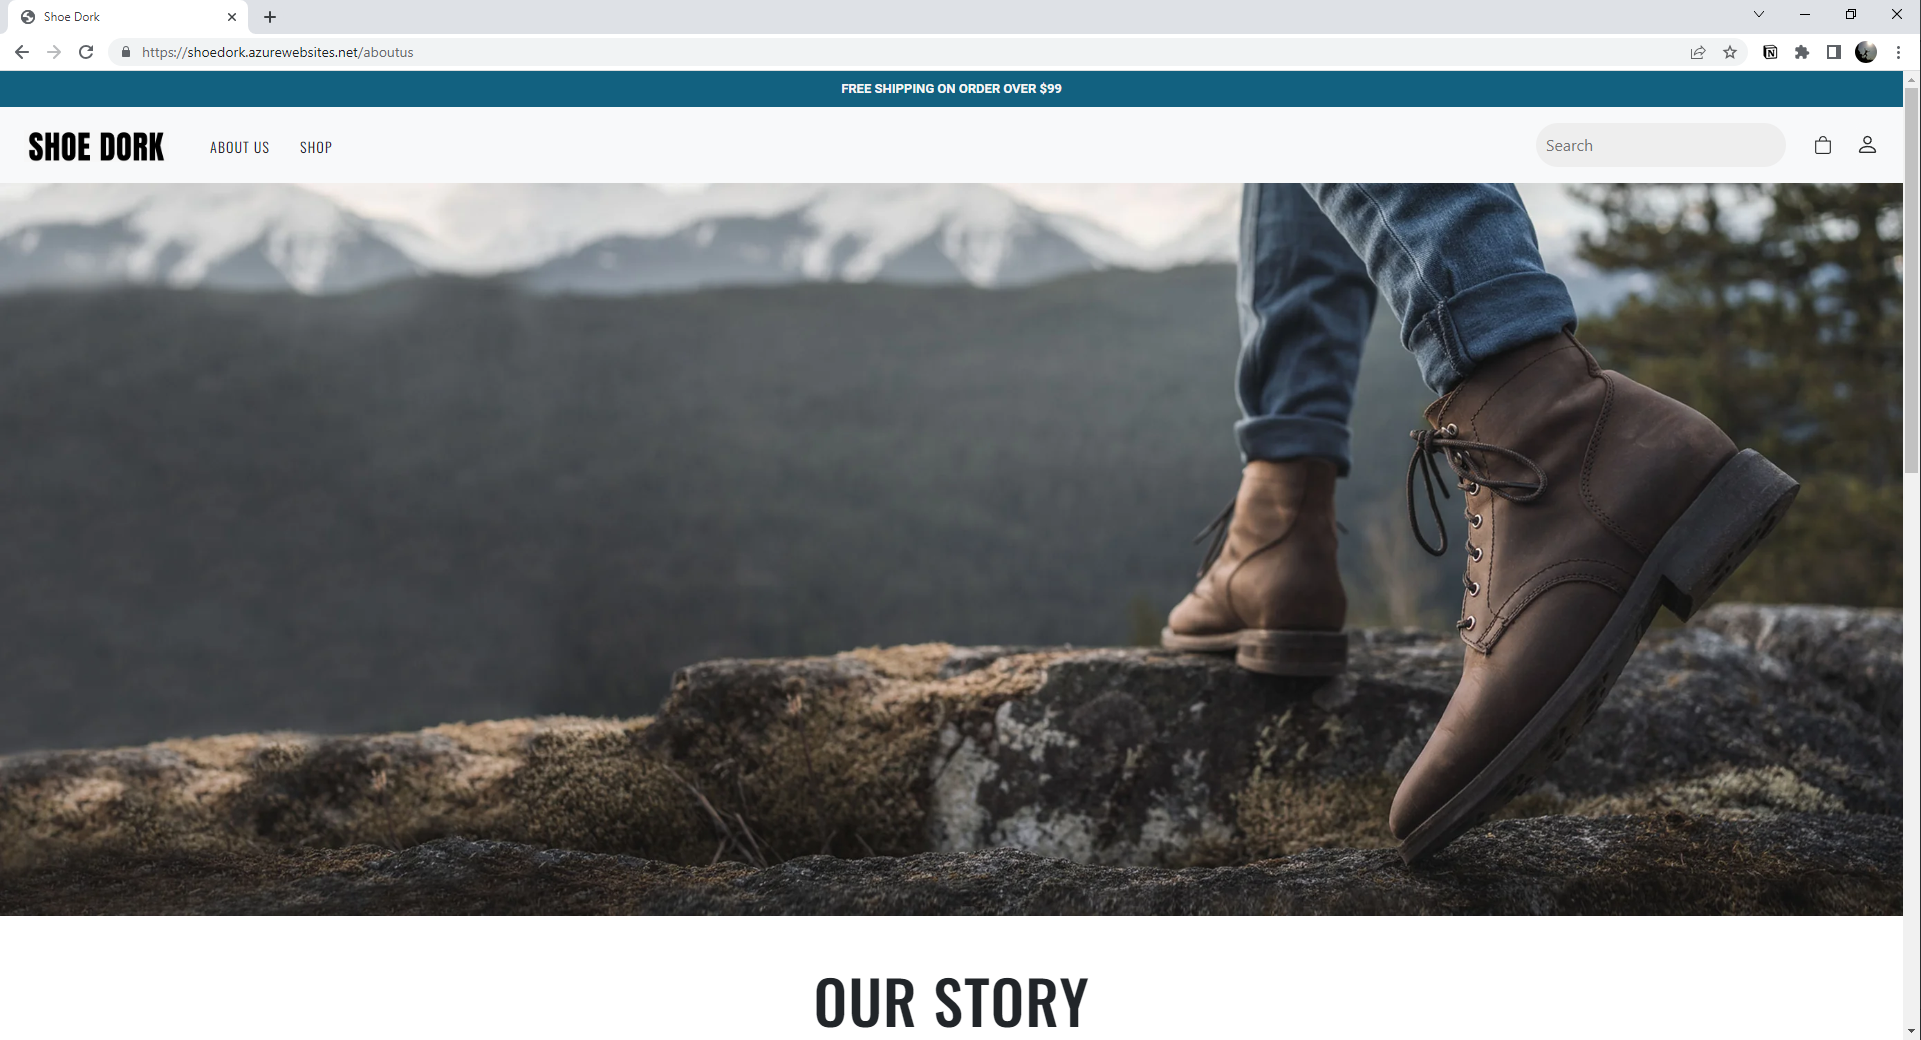 Shoe Dork
https://shoedork.azurewebsites.net/aboutus
FREE SHIPPING ON ORDER OVER $99
SHOE DORK
ABOUT US
SHOP
Search
OUR STORY